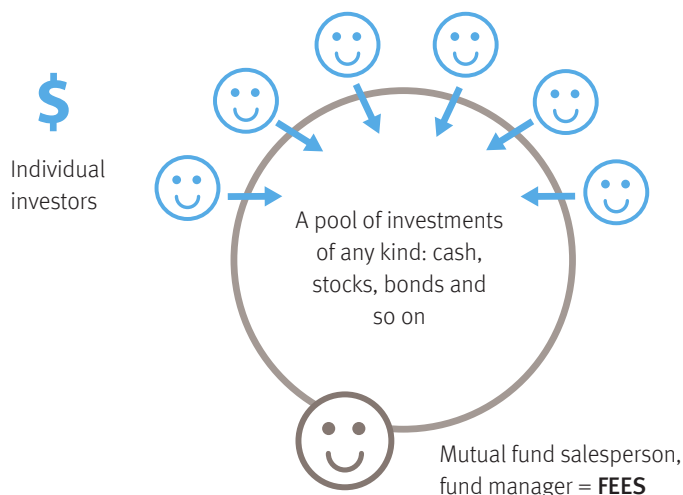 $
Individual
investors
A pool of investments
of any kind: cash,
stocks, bonds and
so on
Mutual fund salesperson,
fund manager = FEES